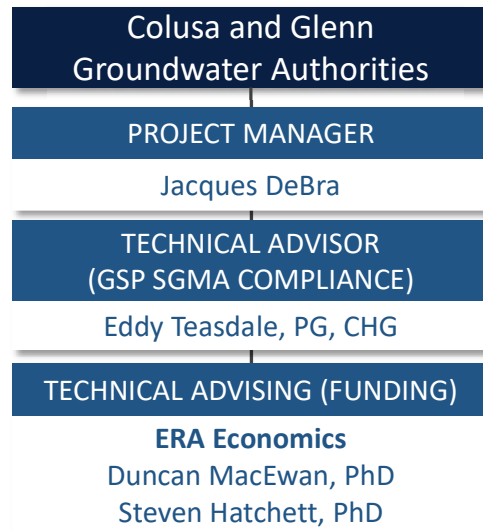 Colusa and Glenn
Groundwater Authorities
PROJECT MANAGER
Jacques DeBra
TECHNICAL ADVISOR
(GSP SGMA COMPLIANCE)
Eddy Teasdale, PG, CHG
TECHNICAL ADVISING (FUNDING)
ERA Economics
Duncan MacEwan, PhD
Steven Hatchett, PhD